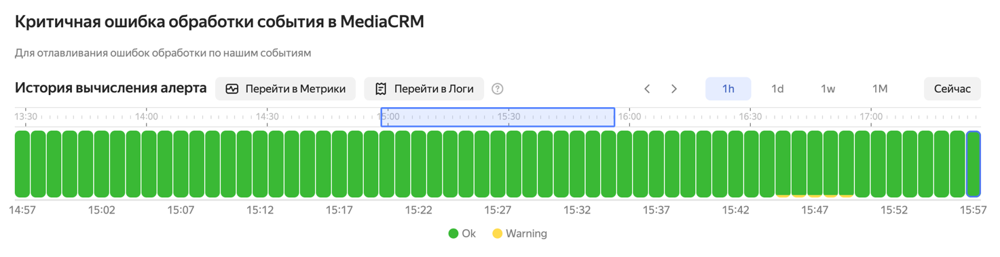 Критичная ошибка обработки события в MediaCRM
Для отлавливания ошибок обработки по нашим событиям
История вычисления алерта Перейти в Метрики Перейти в Логи ? 1h 1d 1w 1M Сейчас
13:30 14:00 14:30 15:00 15:30 16:00 16:30 17:00
14:57 15:02 15:07 15:12 15:17 15:22 15:27 15:32 15:37 15:42 15:47 15:52 15:57
Ok Warning